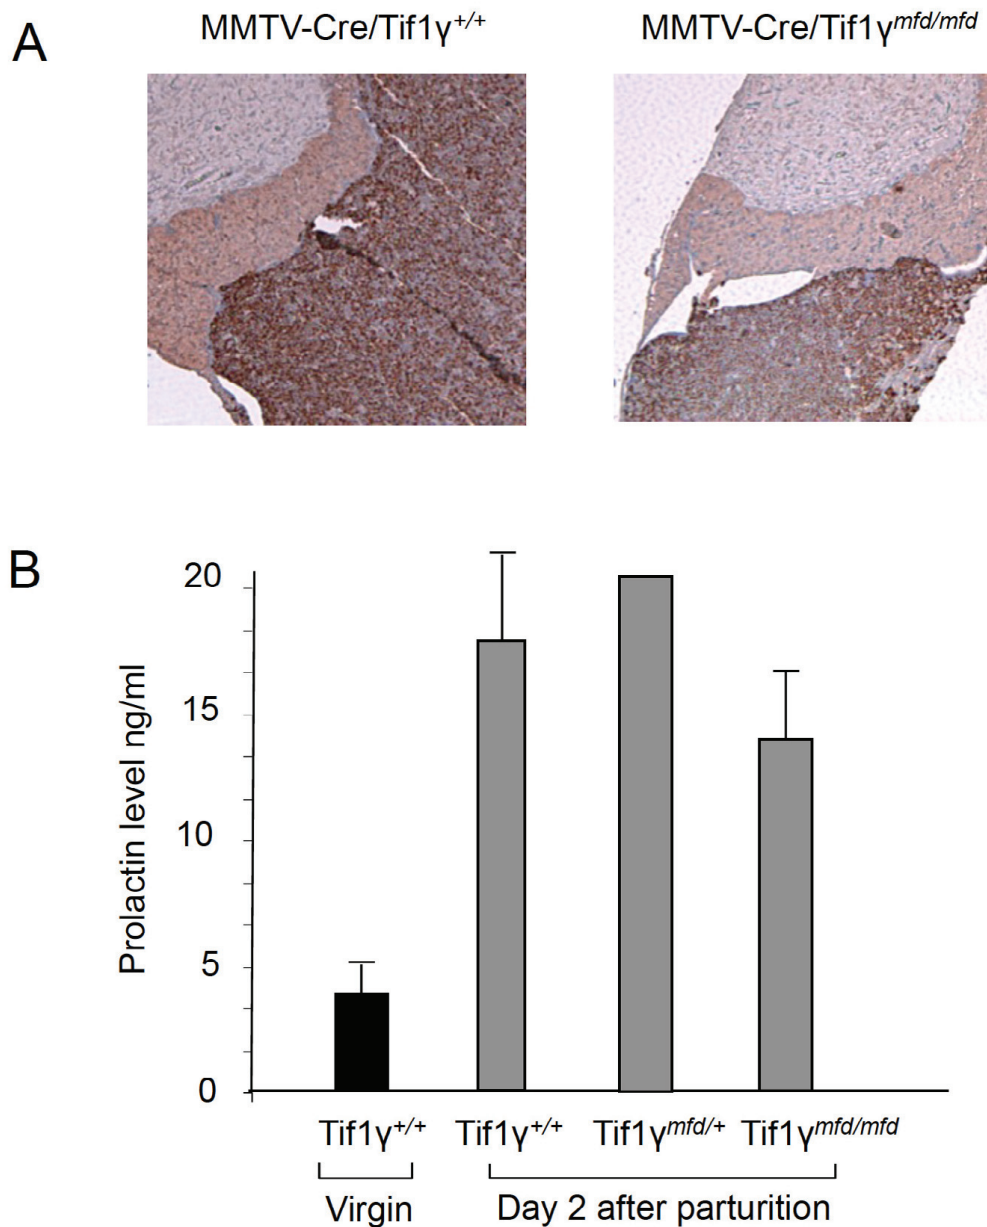 A
MMTV-Cre/Tif1γ+/+
MMTV-Cre/Tif1γmfd/mfd
B
Prolactin level ng/ml
20
15
10
5
0
Tif1γ+/+ Tif1γ+/+ Tif1γmfd/+ Tif1γmfd/mfd
Virgin Day 2 after parturition